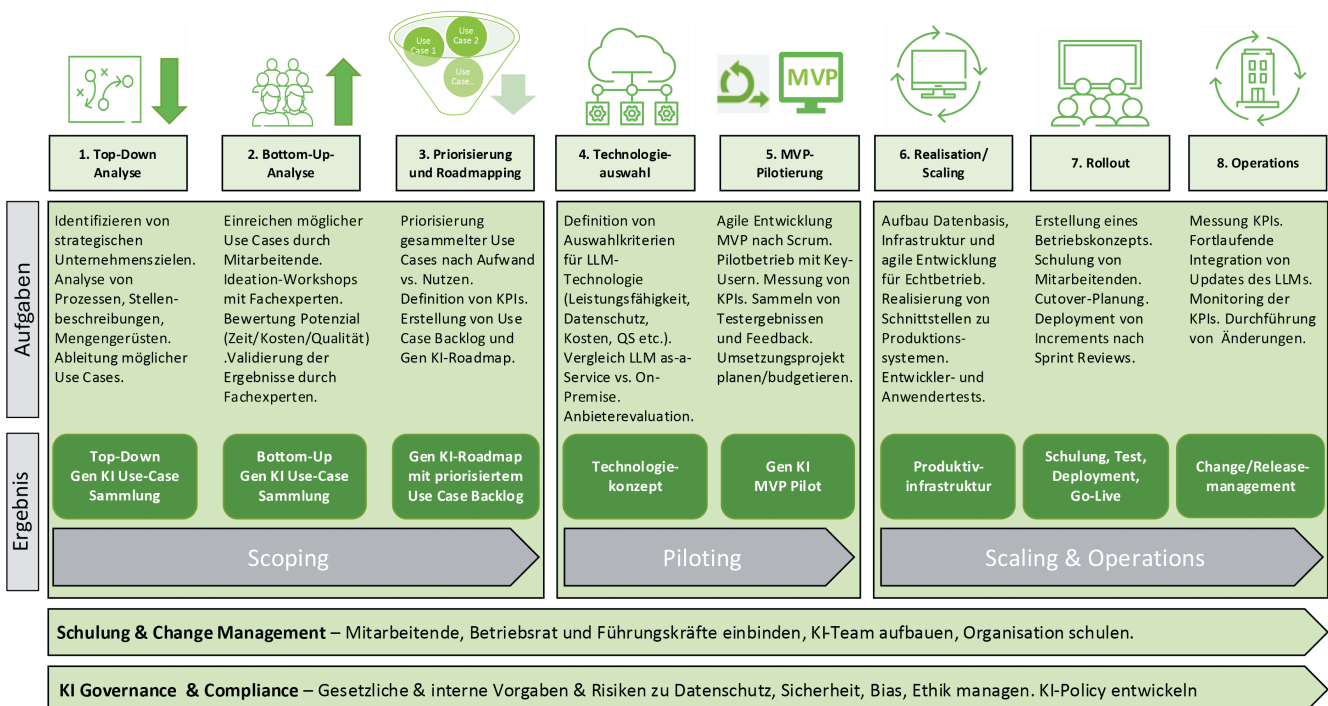 Use
Case 1
Use
Case 2
Use
Case..
MVP
1. Top-Down
Analyse
2. Bottom-Up-
Analyse
3. Priorisierung
und Roadmapping
4. Technologie-
auswahl
5. MVP-
Pilotierung
6. Realisation/
Scaling
7. Rollout
8. Operations
Aufgaben
Identifizieren von
strategischen
Unternehmenszielen.
Analyse von
Prozessen, Stellen-
beschreibungen,
Mengengerüsten.
Ableitung möglicher
Use Cases.
Einreichen möglicher
Use Cases durch
Mitarbeitende.
Ideation-Workshops
mit Fachexperten.
Bewertung Potenzial
(Zeit/Kosten/Qualität)
.Validierung der
Ergebnisse durch
Fachexperten.
Priorisierung
gesammelter Use
Cases nach Aufwand
vs. Nutzen.
Definition von KPIs.
Erstellung von Use
Case Backlog und
Gen KI-Roadmap.
Definition von
Auswahlkriterien
für LLM-
Technologie
(Leistungsfähigkeit,
Datenschutz,
Kosten, QS etc.).
Vergleich LLM as-a-
Service vs. On-
Premise.
Anbieterevaluation.
Agile Entwicklung
MVP nach Scrum.
Pilotbetrieb mit Key-
Usern. Messung von
KPIs. Sammeln von
Testergebnissen
und Feedback.
Umsetzungsprojekt
planen/budgetieren.
Aufbau Datenbasis,
Infrastruktur und
agile Entwicklung
für Echtbetrieb.
Realisierung von
Schnittstellen zu
Produktions-
systemen.
Entwickler- und
Anwendertests.
Erstellung eines
Betriebskonzepts.
Schulung von
Mitarbeitenden.
Cutover-Planung.
Deployment von
Increments nach
Sprint Reviews.
Messung KPIs.
Fortlaufende
Integration von
Updates des LLMs.
Monitoring der
KPIs. Durchführung
von Änderungen.
Ergebnis
Top-Down
Gen KI Use-Case
Sammlung
Bottom-Up
Gen KI Use-Case
Sammlung
Gen KI-Roadmap
mit priorisiertem
Use Case Backlog
Technologie-
konzept
Gen KI
MVP Pilot
Produktiv-
infrastruktur
Schulung, Test,
Deployment,
Go-Live
Change/Release-
management
Scoping
Piloting
Scaling & Operations
Schulung & Change Management – Mitarbeitende, Betriebsrat und Führungskräfte einbinden, KI-Team aufbauen, Organisation schulen.
KI Governance & Compliance – Gesetzliche & interne Vorgaben & Risiken zu Datenschutz, Sicherheit, Bias, Ethik managen. KI-Policy entwickeln